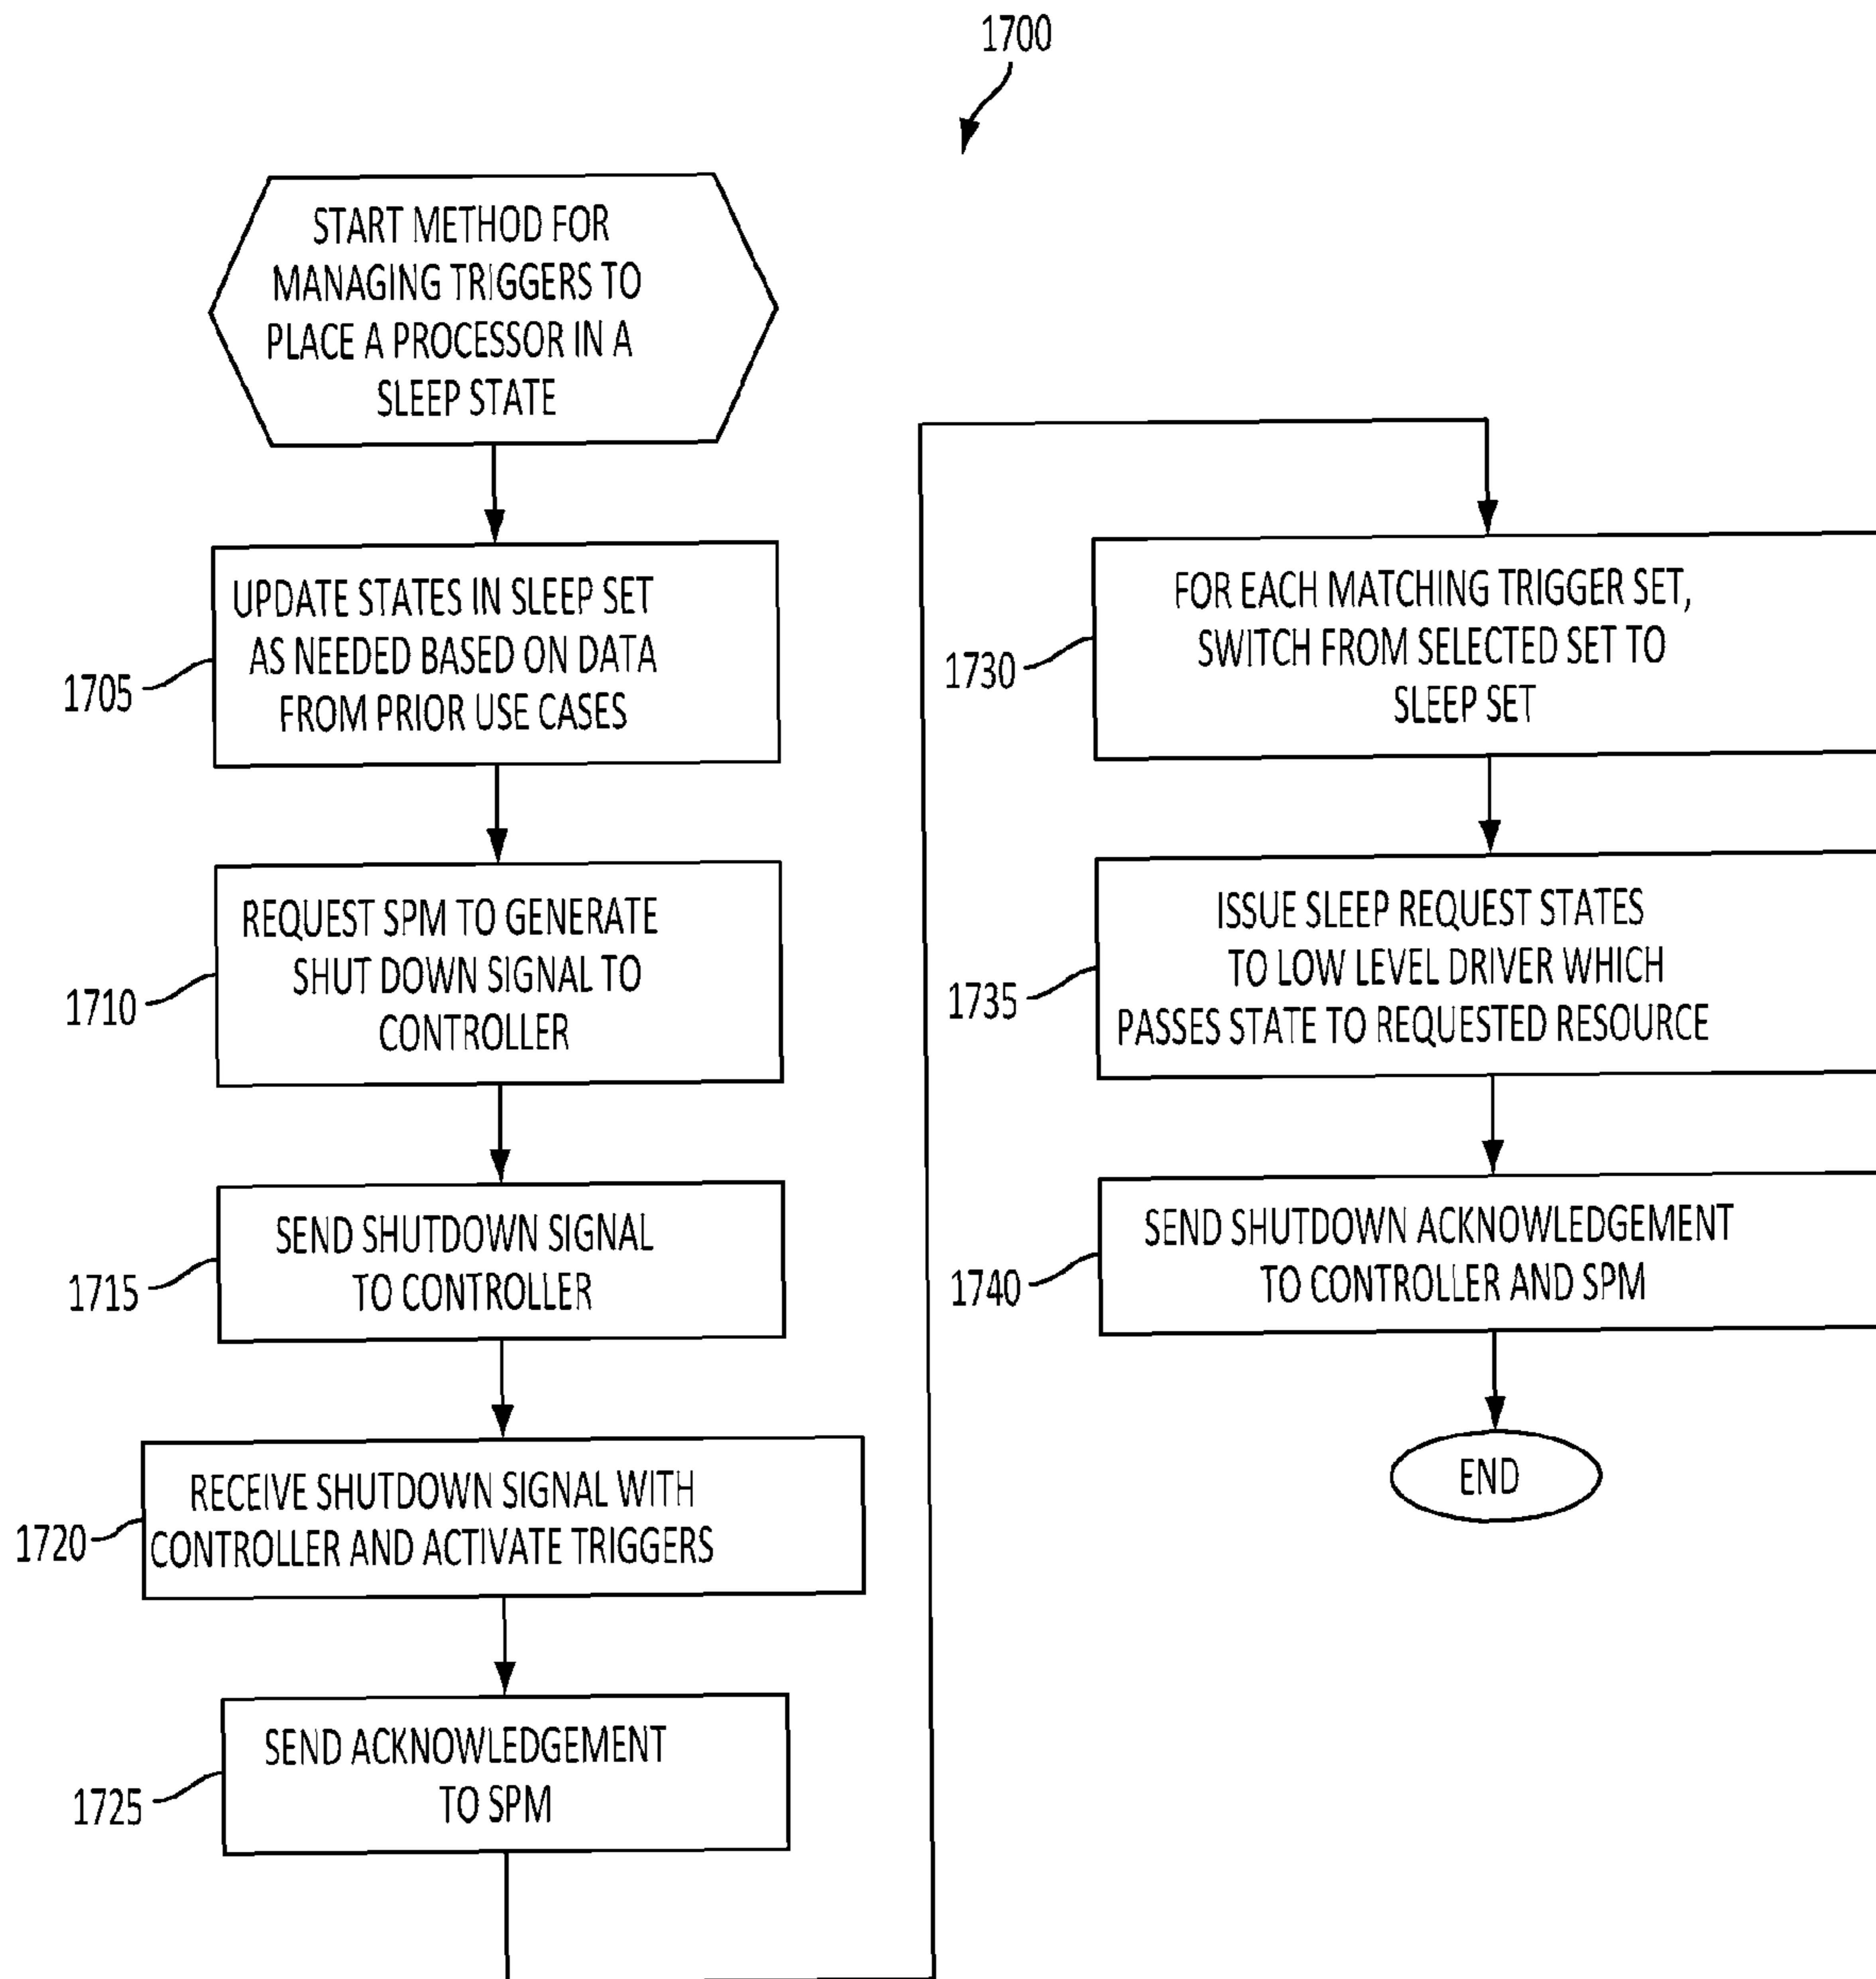 1700
START METHOD FOR
MANAGING TRIGGERS TO
PLACE A PROCESSOR IN A
SLEEP STATE
UPDATE STATES IN SLEEP SET
AS NEEDED BASED ON DATA
FROM PRIOR USE CASES
1705
REQUEST SPM TO GENERATE
SHUT DOWN SIGNAL TO
CONTROLLER
1710
SEND SHUTDOWN SIGNAL
TO CONTROLLER
1715
RECEIVE SHUTDOWN SIGNAL WITH
CONTROLLER AND ACTIVATE TRIGGERS
1720
SEND ACKNOWLEDGEMENT
TO SPM
1725
FOR EACH MATCHING TRIGGER SET,
SWITCH FROM SELECTED SET TO
SLEEP SET
1730
ISSUE SLEEP REQUEST STATES
TO LOW LEVEL DRIVER WHICH
PASSES STATE TO REQUESTED RESOURCE
1735
SEND SHUTDOWN ACKNOWLEDGEMENT
TO CONTROLLER AND SPM
1740
END